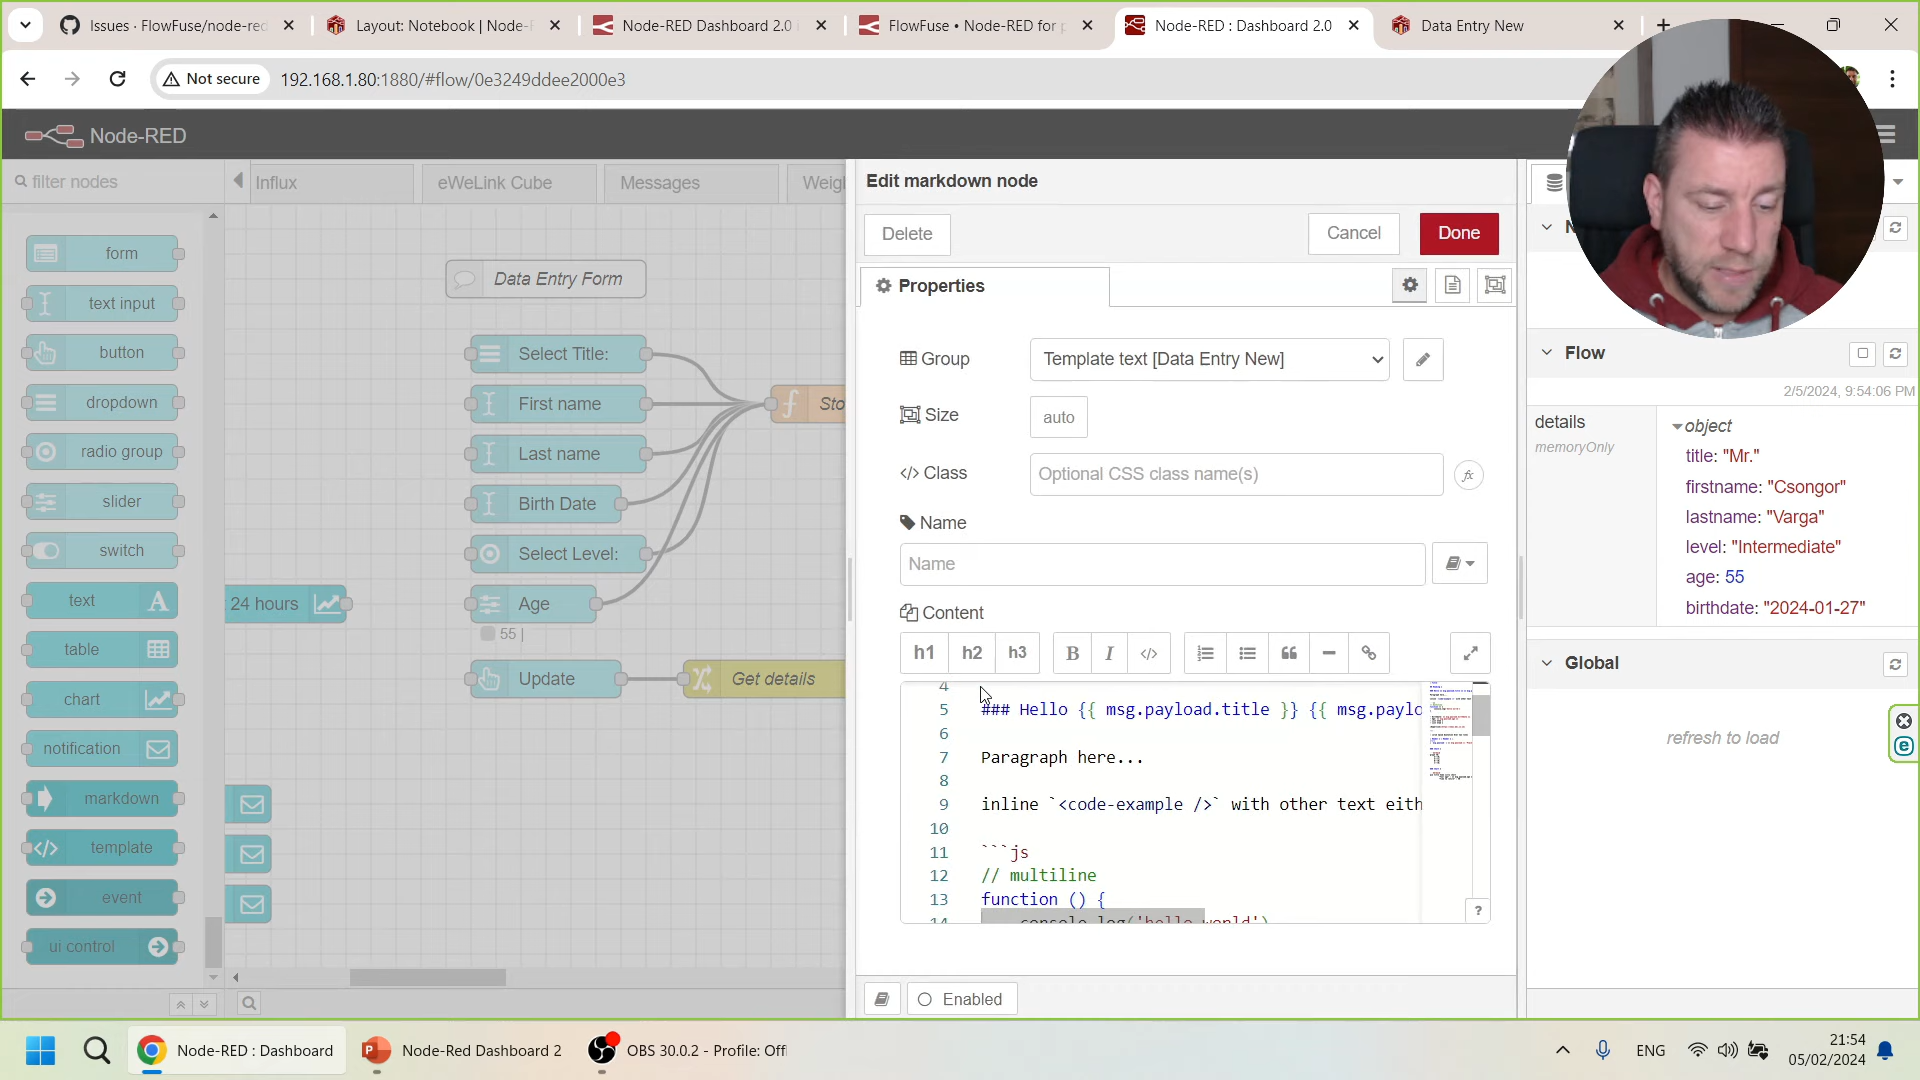 Issues · FlowFuse/node-red
Layout: Notebook | Node-R
Node-RED Dashboard 2.0
FlowFuse • Node-RED for p
Node-RED : Dashboard 2.0
Data Entry New
Not secure
192.168.1.80:1880/#flow/0e3249ddee2000e3
Node-RED
filter nodes
Influx
eWeLink Cube
Messages
Weigh
form
text input
button
dropdown
radio group
slider
switch
text
table
chart
notification
markdown
template
event
ui control
Data Entry Form
Select Title:
First name
Last name
Birth Date
Select Level:
Age
55 |
Update
Get details
Sto
24 hours
Edit markdown node
Delete
Cancel
Done
Properties
Group
Template text [Data Entry New]
Size
auto
</> Class
Optional CSS class name(s)
Name
Name
Content
h1
h2
h3
B
I
</>
4
5 ### Hello {{ msg.payload.title }} {{ msg.paylo
6
7 Paragraph here...
8
9 inline `<code-example />` with other text eith
10
11 ```js
12 // multiline
13 function () {
14 console.log('hello world')
?
Enabled
Flow
2/5/2024, 9:54:06 PM
details
memoryOnly
object
title: "Mr."
firstname: "Csongor"
lastname: "Varga"
level: "Intermediate"
age: 55
birthdate: "2024-01-27"
Global
refresh to load
Node-RED : Dashboard
Node-Red Dashboard 2
OBS 30.0.2 - Profile: Offl
ENG
21:54
05/02/2024